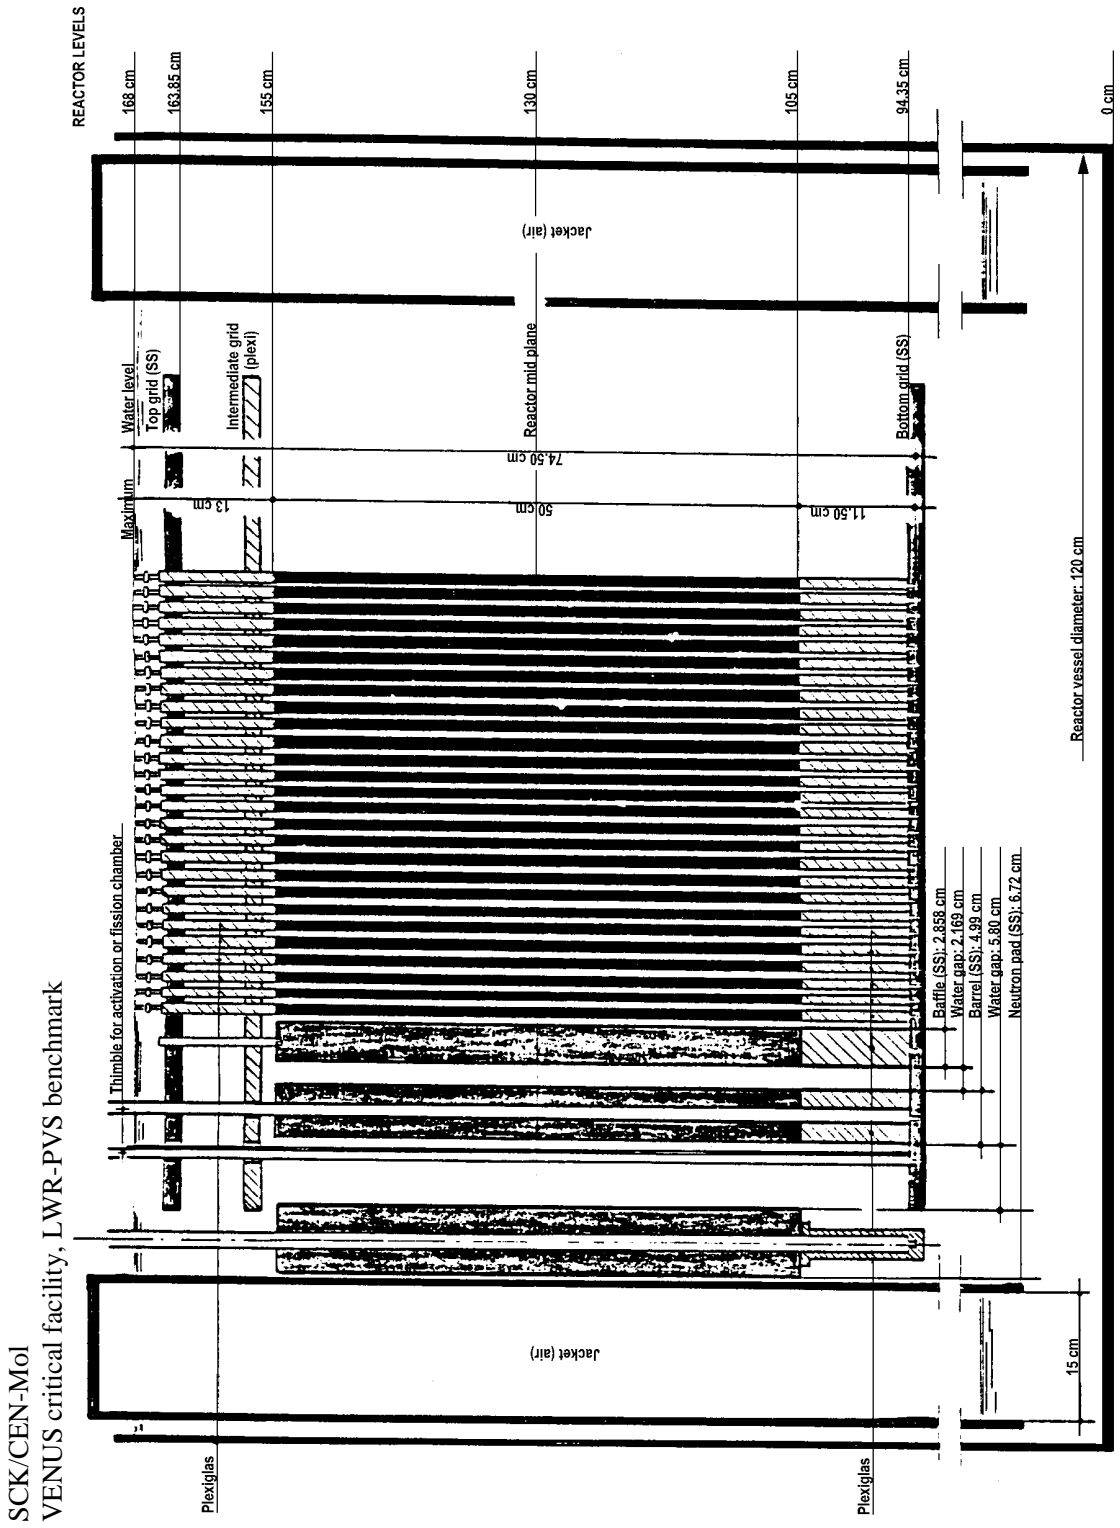 SCK/CEN-Mol
VENUS critical facility, LWR-PVS benchmark
REACTOR LEVELS
168 cm
163.85 cm
155 cm
130 cm
105 cm
94.35 cm
0 cm
Maximum Water level
Top grid (SS)
Intermediate grid
(plexi)
Reactor mid plane
Bottom grid (SS)
Jacket (air)
74.50 cm
13 cm
50 cm
11.50 cm
Thimble for activation or fission chamber
Reactor vessel diameter: 120 cm
Baffle (SS): 2.858 cm
Water gap: 2.169 cm
Barrel (SS): 4.99 cm
Water gap: 5.80 cm
Neutron pad (SS): 6.72 cm
Jacket (air)
15 cm
Plexiglas
Plexiglas